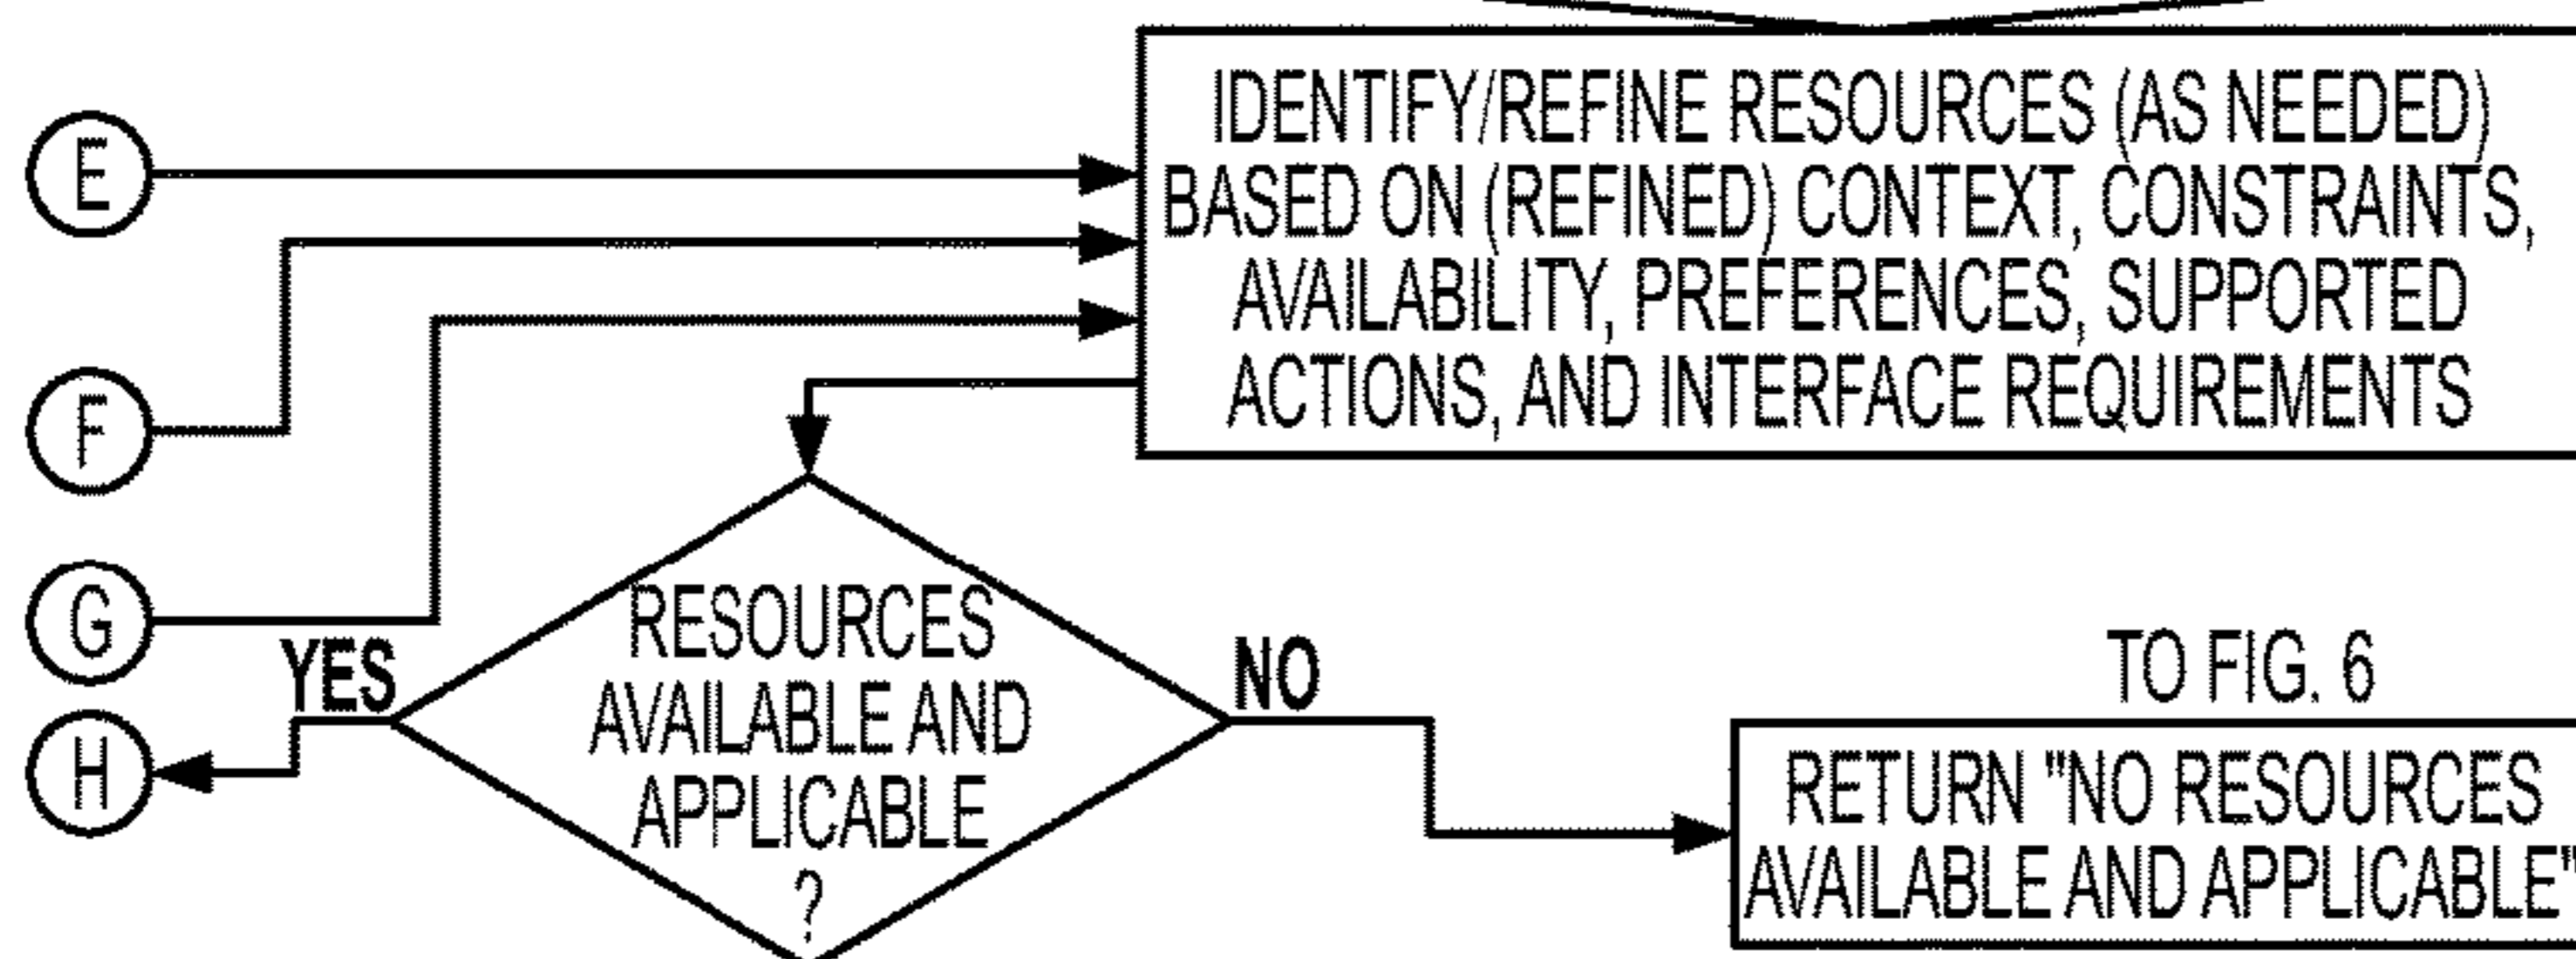 IDENTIFY/REFINE RESOURCES (AS NEEDED)
BASED ON (REFINED) CONTEXT, CONSTRAINTS,
AVAILABILITY, PREFERENCES, SUPPORTED
ACTIONS, AND INTERFACE REQUIREMENTS
E
F
G
H
YES
RESOURCES
AVAILABLE AND
APPLICABLE
?
NO
TO FIG. 6
RETURN "NO RESOURCES
AVAILABLE AND APPLICABLE"